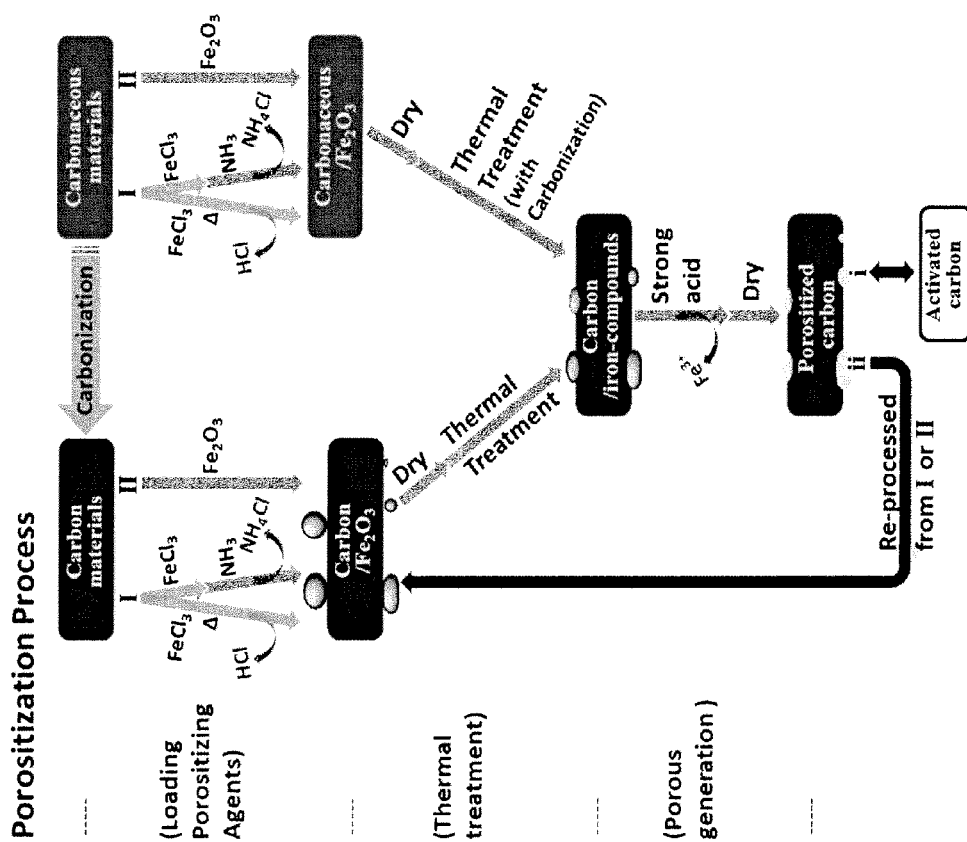 Porositization Process
Carbon
materials
Carbonization
Carbonaceous
materials
(Loading
Porositizing
Agents)
I
II
FeCl3
Δ
HCl
FeCl3
NH3
NH4Cl
Fe2O3
I
II
FeCl3
Δ
HCl
FeCl3
NH3
NH4Cl
Fe2O3
Carbon
/Fe2O3
Carbonaceous
/Fe2O3
(Thermal
treatment)
Dry
Thermal
Treatment
Dry
Thermal
Treatment
(with
Carbonization)
Carbon
/iron-compounds
(Porous
generation )
Strong
acid
Fe3+
Dry
Porositized
carbon
ii
i
Re-processed
from I or II
Activated
carbon